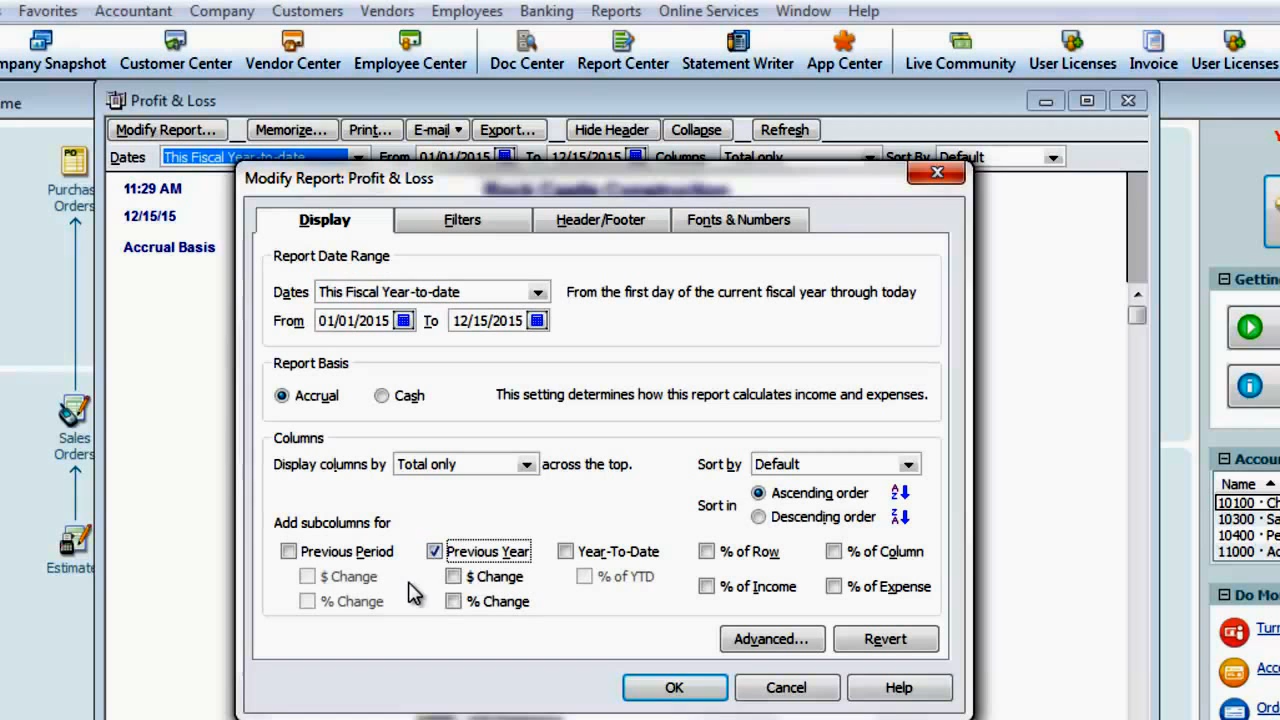 Favorites Accountant Company Customers Vendors Employees Banking Reports Online Services Window Help
mpany Snapshot Customer Center Vendor Center Employee Center Doc Center Report Center Statement Writer App Center Live Community User Licenses Invoice User Licenses
me
Profit & Loss
Modify Report... Memorize... Print... E-mail Export... Hide Header Collapse Refresh
Dates This Fiscal Year-to-date From 01/01/2015 To 12/15/2015 Columns Total only Sort By Default
PO
Purchas
Orders
Sales
Orders
Estimate
11:29 AM
12/15/15
Accrual Basis
Rock Castle Construction
Modify Report: Profit & Loss
Display Filters Header/Footer Fonts & Numbers
Report Date Range
Dates This Fiscal Year-to-date From the first day of the current fiscal year through today
From 01/01/2015 To 12/15/2015
Report Basis
Accrual Cash This setting determines how this report calculates income and expenses.
Columns
Display columns by Total only across the top. Sort by Default
Sort in Ascending order
Descending order
Add subcolumns for
Previous Period Previous Year Year-To-Date % of Row % of Column
$ Change $ Change % of YTD % of Income % of Expense
% Change % Change
Advanced... Revert
OK Cancel Help
Y
Gettin
Accou
Name
10100 · Ch
10300 · Sa
10400 · Pe
11000 · Ac
Do Mo
Turn
Acc
Ord